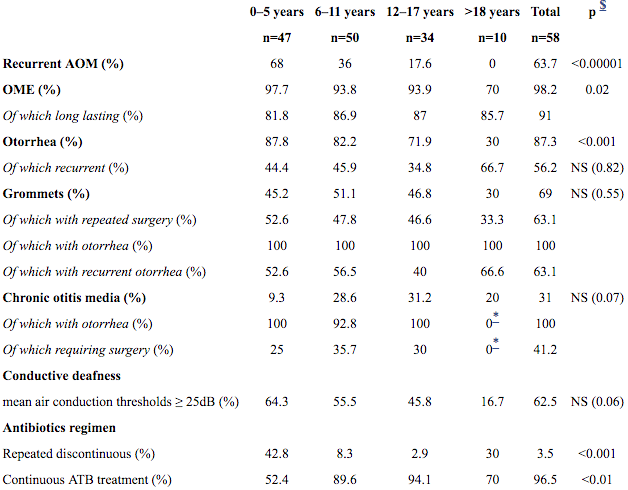 0–5 years 6–11 years 12–17 years >18 years Total p $
n=47 n=50 n=34 n=10 n=58
Recurrent AOM (%) 68 36 17.6 0 63.7 <0.00001
OME (%) 97.7 93.8 93.9 70 98.2 0.02
Of which long lasting (%) 81.8 86.9 87 85.7 91
Otorrhea (%) 87.8 82.2 71.9 30 87.3 <0.001
Of which recurrent (%) 44.4 45.9 34.8 66.7 56.2 NS (0.82)
Grommets (%) 45.2 51.1 46.8 30 69 NS (0.55)
Of which with repeated surgery (%) 52.6 47.8 46.6 33.3 63.1
Of which with otorrhea (%) 100 100 100 100 100
Of which with recurrent otorrhea (%) 52.6 56.5 40 66.6 63.1
Chronic otitis media (%) 9.3 28.6 31.2 20 31 NS (0.07)
Of which with otorrhea (%) 100 92.8 100 0* 100
Of which requiring surgery (%) 25 35.7 30 0* 41.2
Conductive deafness
mean air conduction thresholds ≥ 25dB (%) 64.3 55.5 45.8 16.7 62.5 NS (0.06)
Antibiotics regimen
Repeated discontinuous (%) 42.8 8.3 2.9 30 3.5 <0.001
Continuous ATB treatment (%) 52.4 89.6 94.1 70 96.5 <0.01